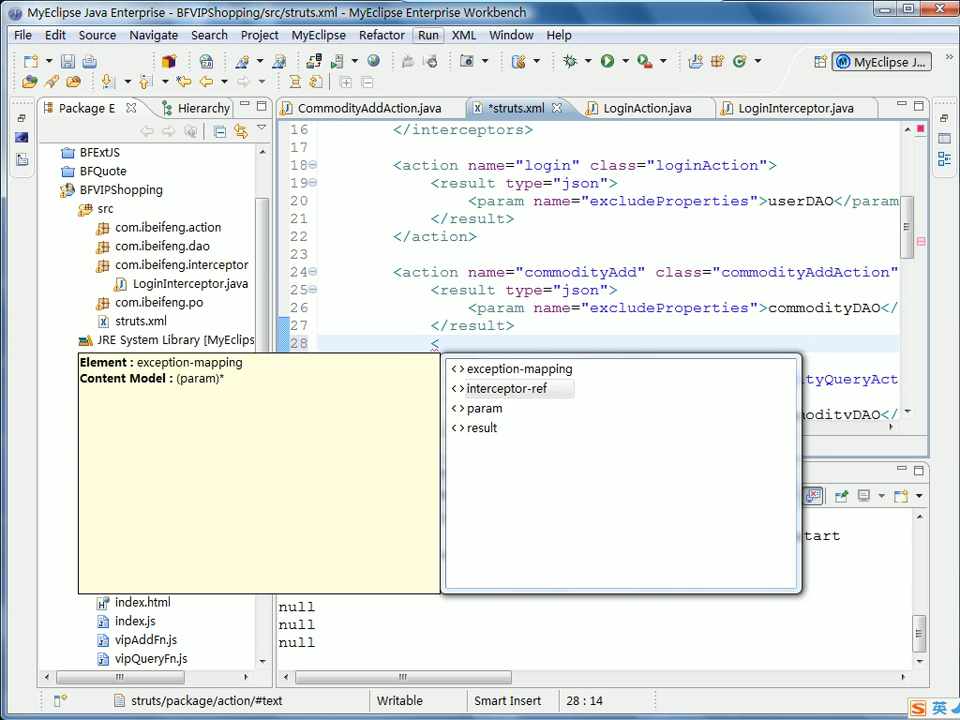 MyEclipse Java Enterprise - BFVIPShopping/src/struts.xml - MyEclipse Enterprise Workbench
File Edit Source Navigate Search Project MyEclipse Refactor Run XML Window Help
MyEclipse J...
Package E
Hierarchy
CommodityAddAction.java
*struts.xml
LoginAction.java
LoginInterceptor.java
BFExtJS
BFQuote
BFVIPShopping
src
com.ibeifeng.action
com.ibeifeng.dao
com.ibeifeng.interceptor
LoginInterceptor.java
com.ibeifeng.po
struts.xml
JRE System Library [MyEclips
16 </interceptors>
17
18 <action name="login" class="loginAction">
19 <result type="json">
20 <param name="excludeProperties">userDAO</param
21 </result>
22 </action>
23
24 <action name="commodityAdd" class="commodityAddAction"
25 <result type="json">
26 <param name="excludeProperties">commodityDAO</
27 </result>
28 <
Element : exception-mapping
Content Model : (param)*
<> exception-mapping
<> interceptor-ref
<> param
<> result
ityQueryAct
modityDAO</
tart
null
null
null
index.html
index.js
vipAddFn.js
vipQueryFn.js
struts/package/action/#text
Writable
Smart Insert
28 : 14
英